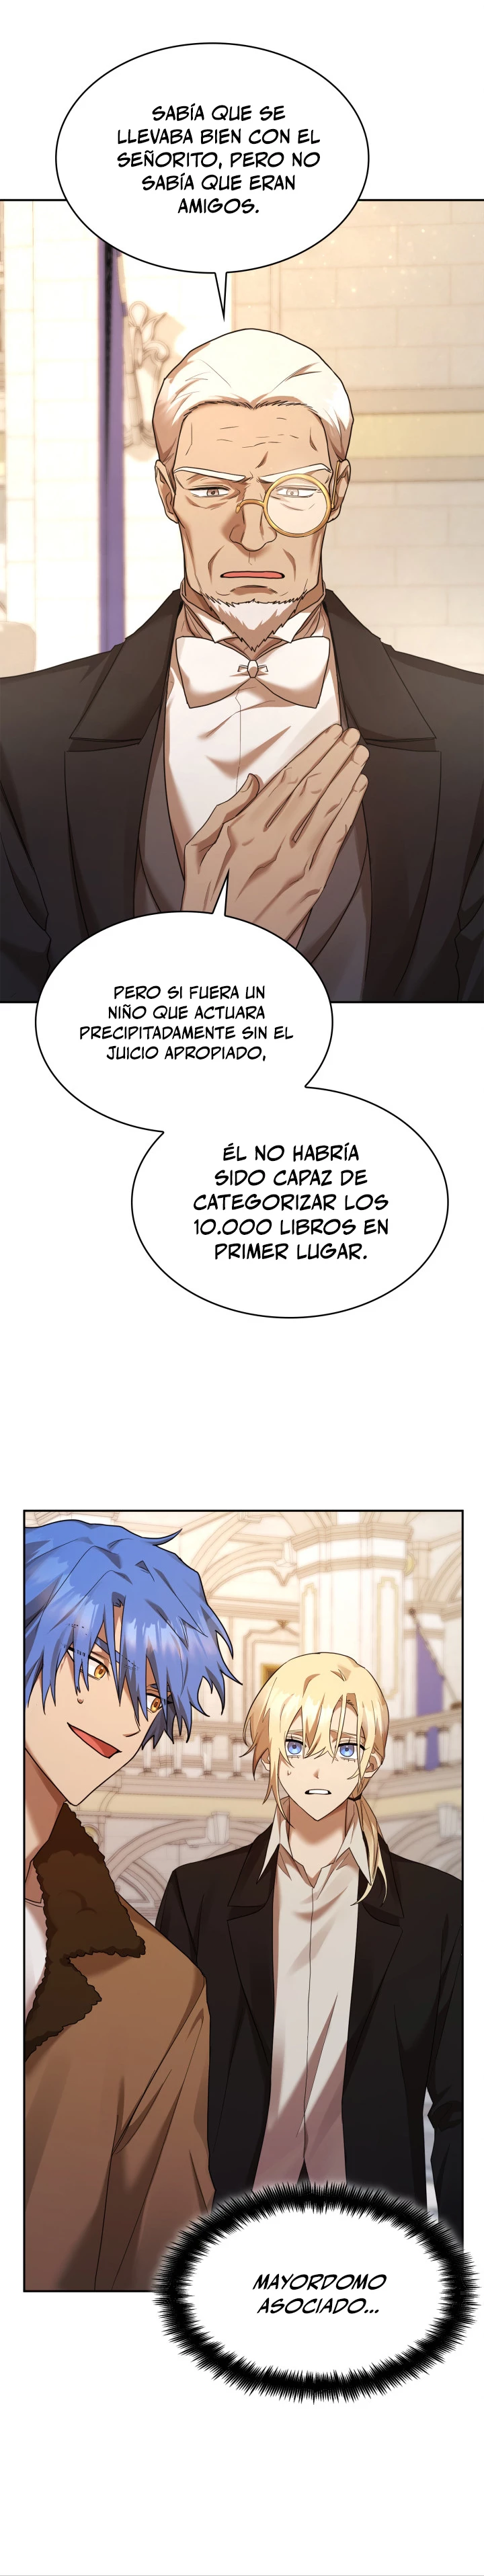 SABÍA QUE SE
LLEVABA BIEN CON EL
SEÑORITO, PERO NO
SABÍA QUE ERAN
AMIGOS.
PERO SI FUERA UN
NIÑO QUE ACTUARA
PRECIPITADAMENTE SIN EL
JUICIO APROPIADO,
ÉL NO HABRÍA
SIDO CAPAZ DE
CATEGORIZAR LOS
10.000 LIBROS EN
PRIMER LUGAR.
MAYORDOMO
ASOCIADO...